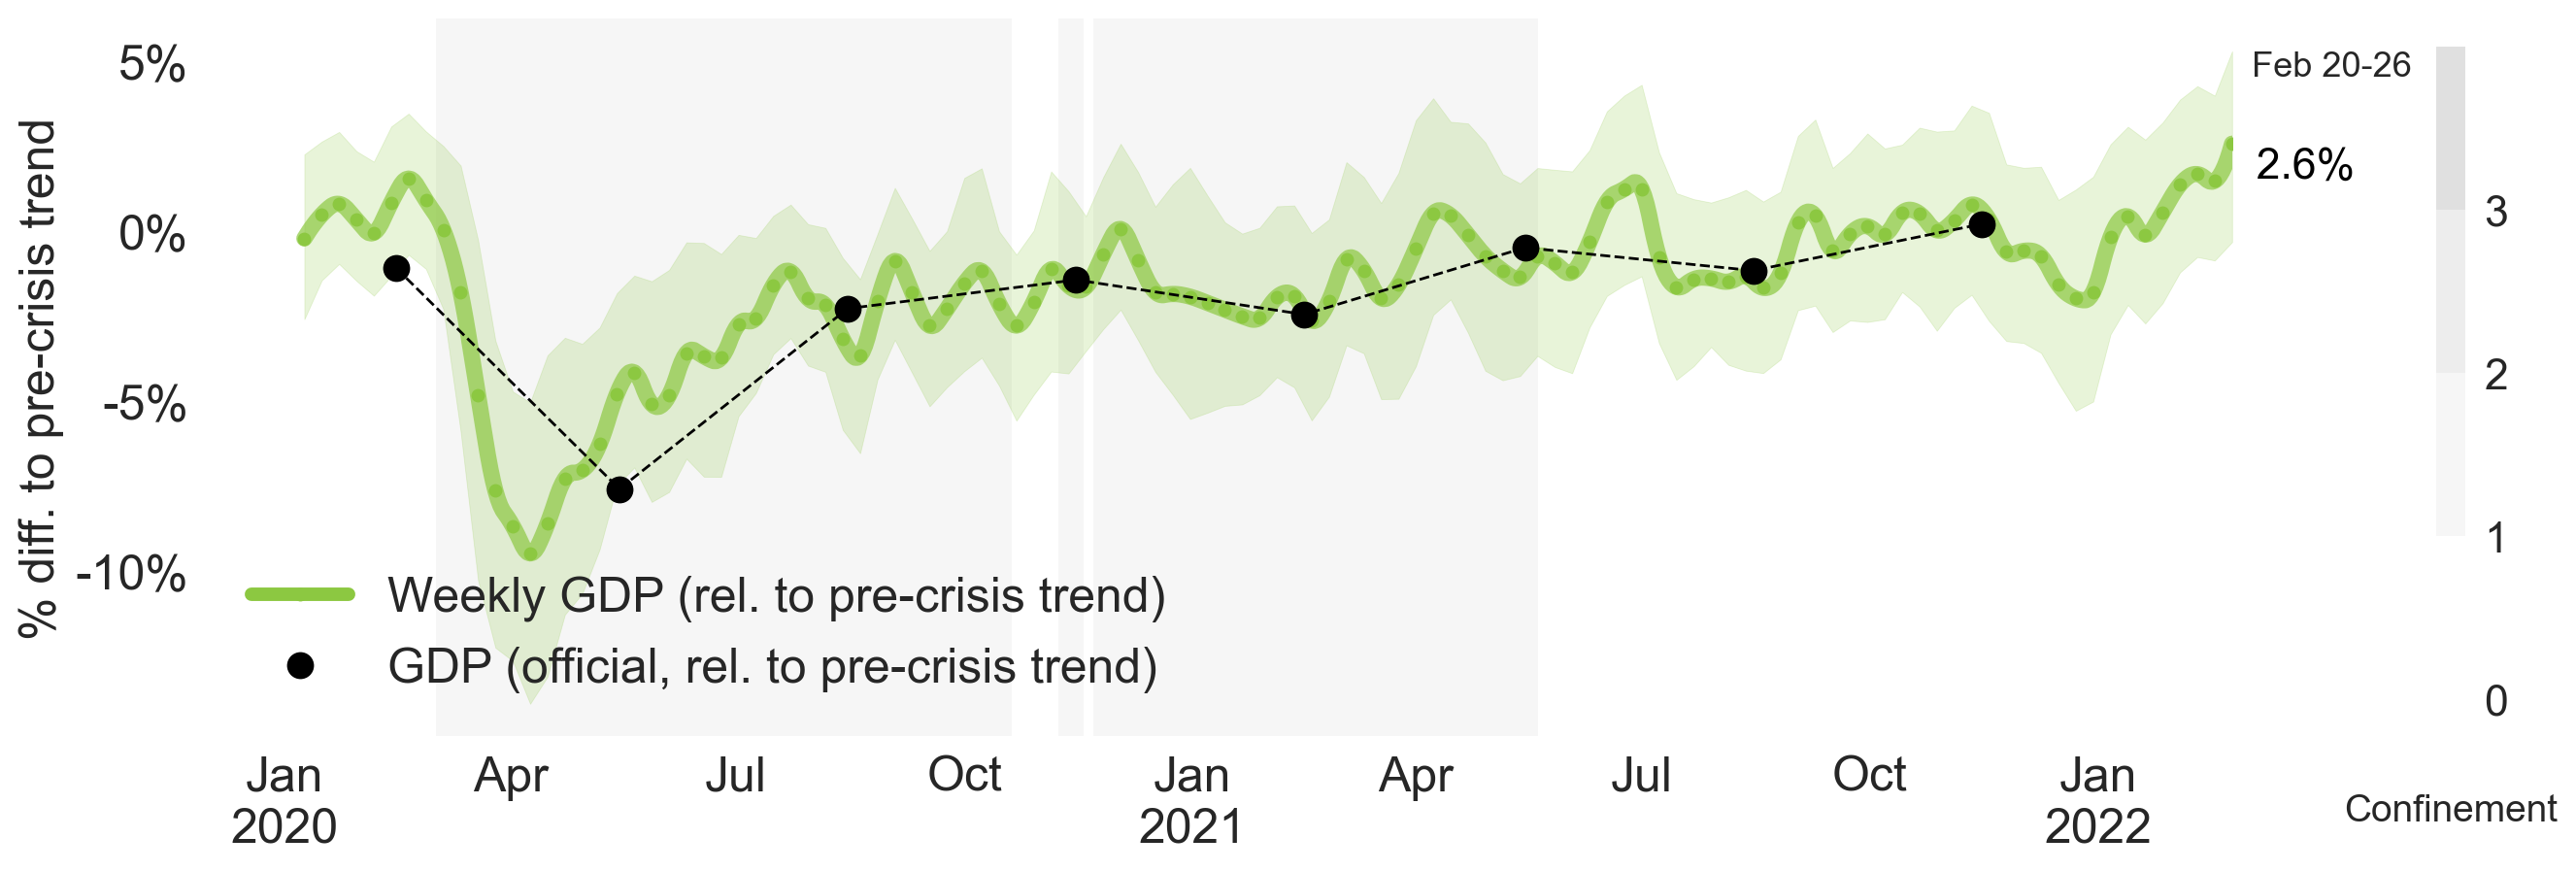 % diff. to pre-crisis trend
5%
0%
-5%
-10%
Feb 20-26
2.6%
3
2
1
0
Weekly GDP (rel. to pre-crisis trend)
GDP (official, rel. to pre-crisis trend)
Jan Apr Jul Oct Jan Apr Jul Oct Jan
2020 2021 2022
Confinement